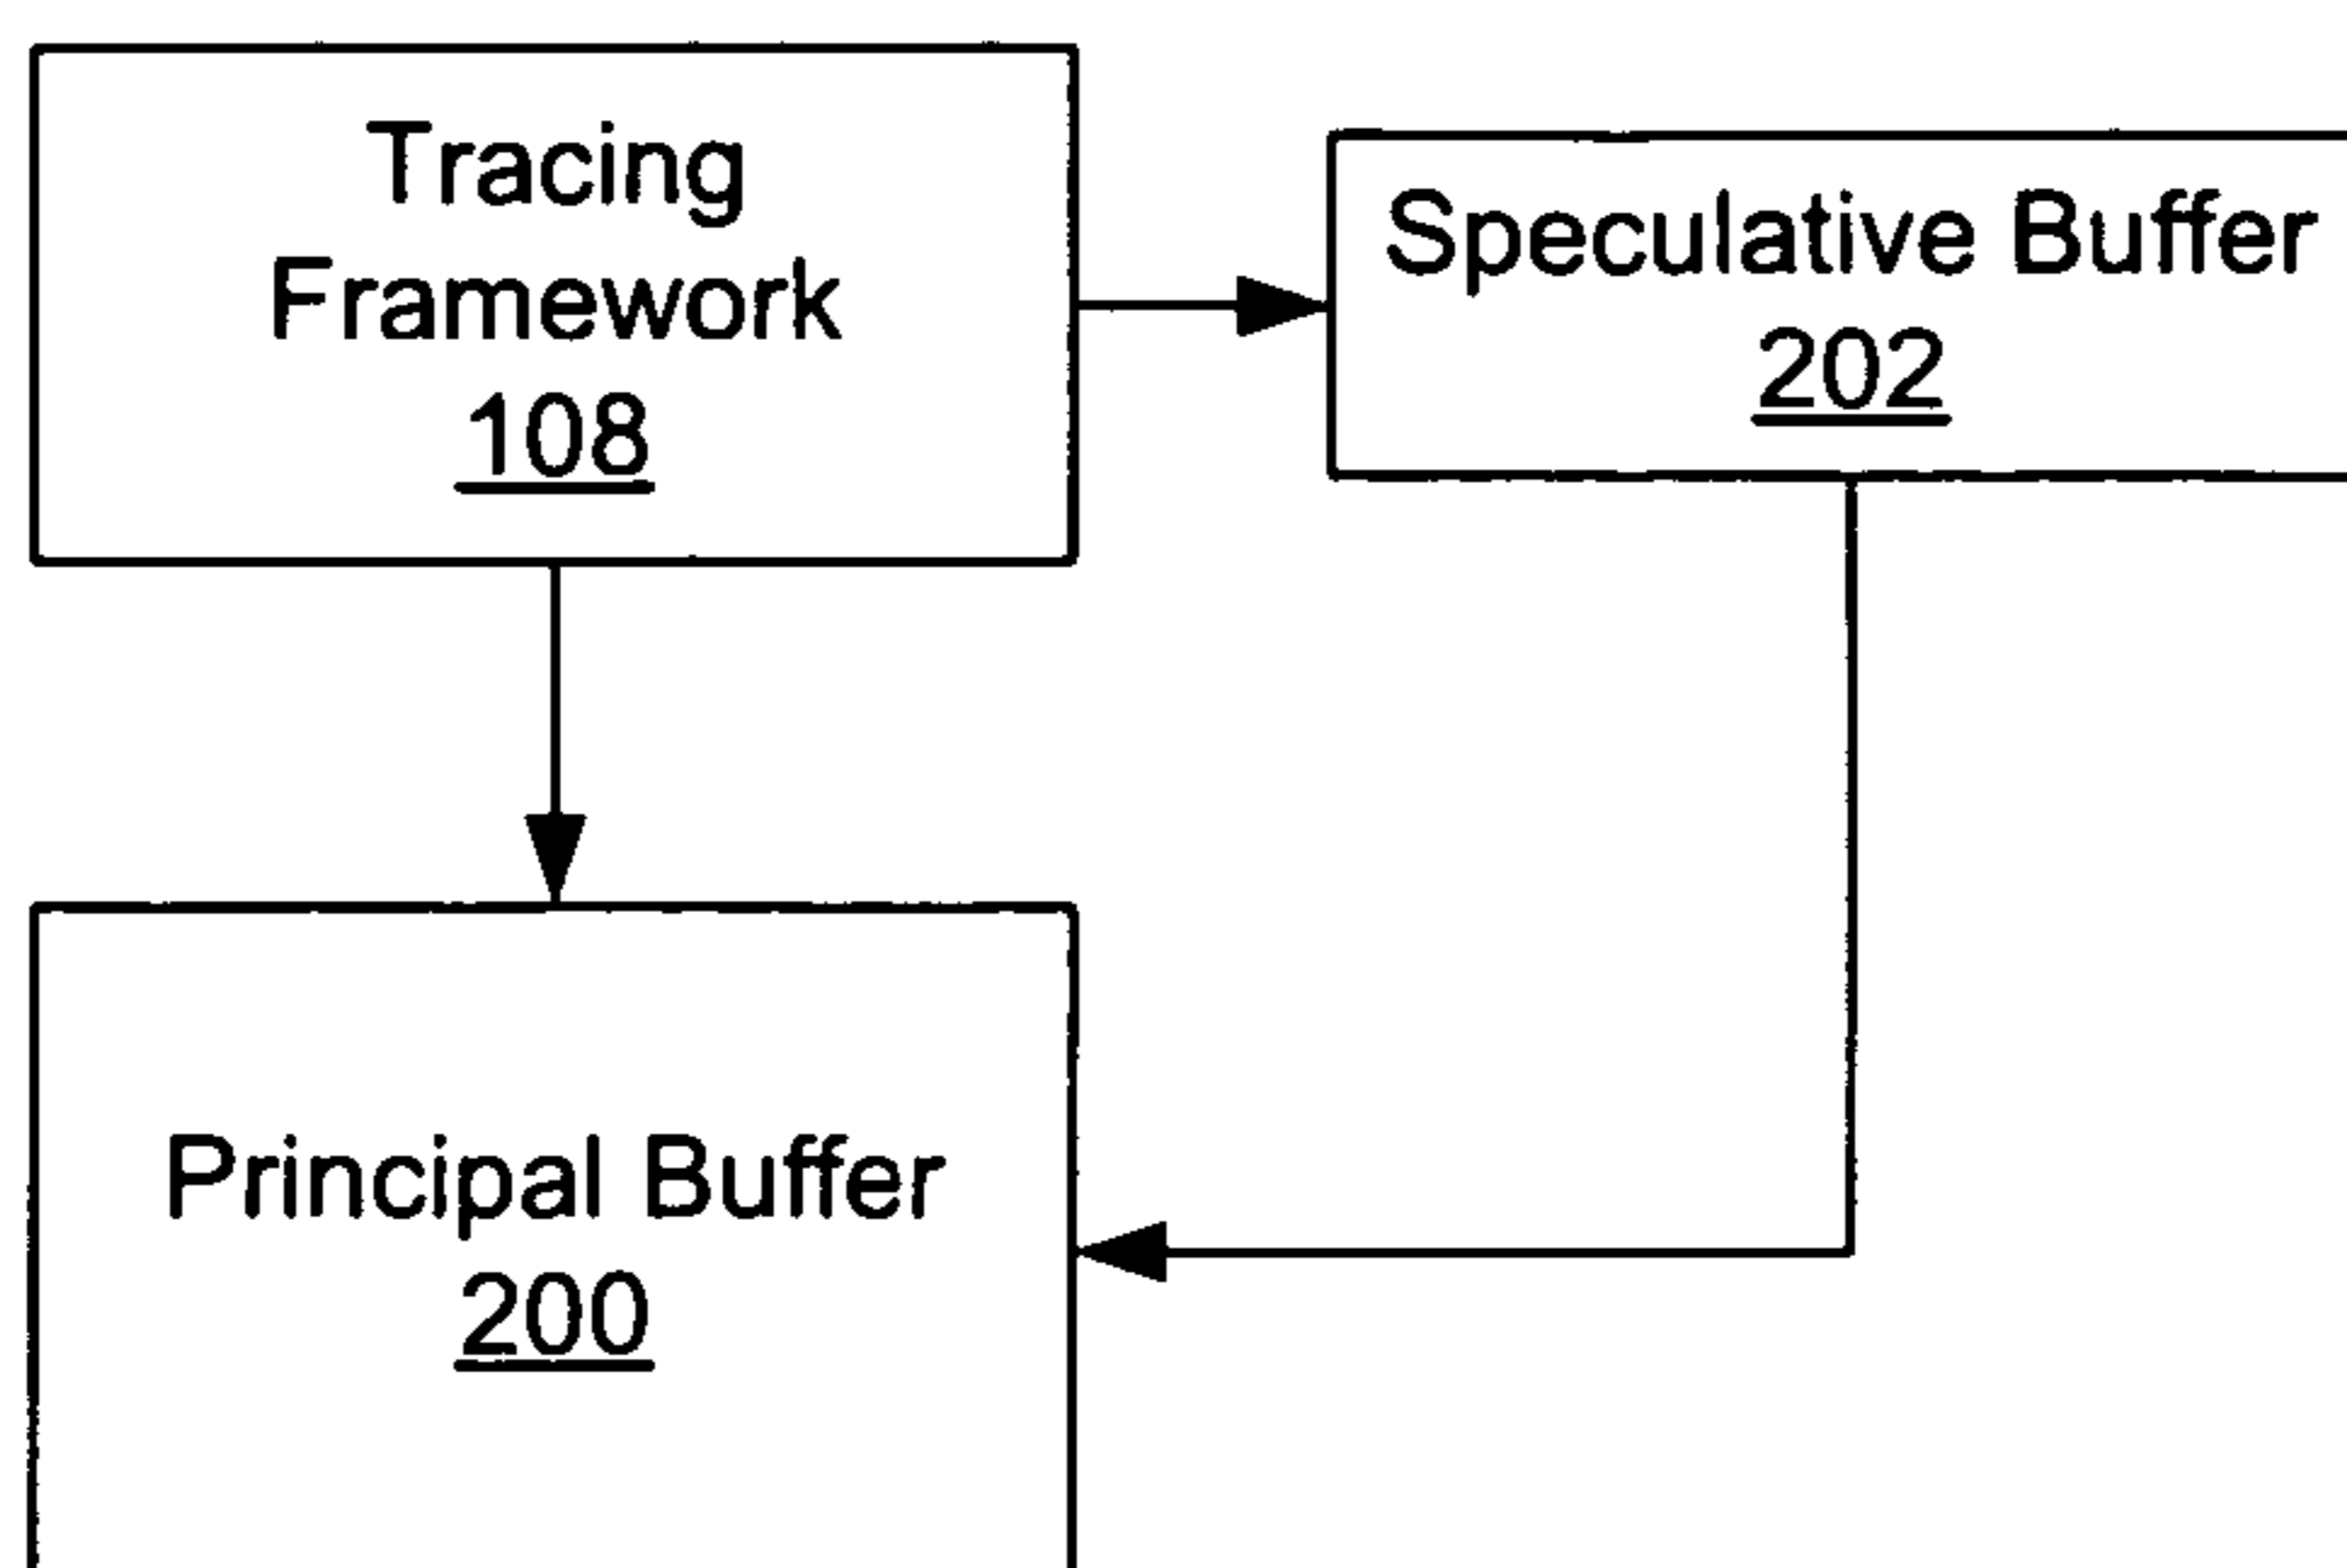 Tracing
Framework
108
Speculative Buffer
202
Principal Buffer
200